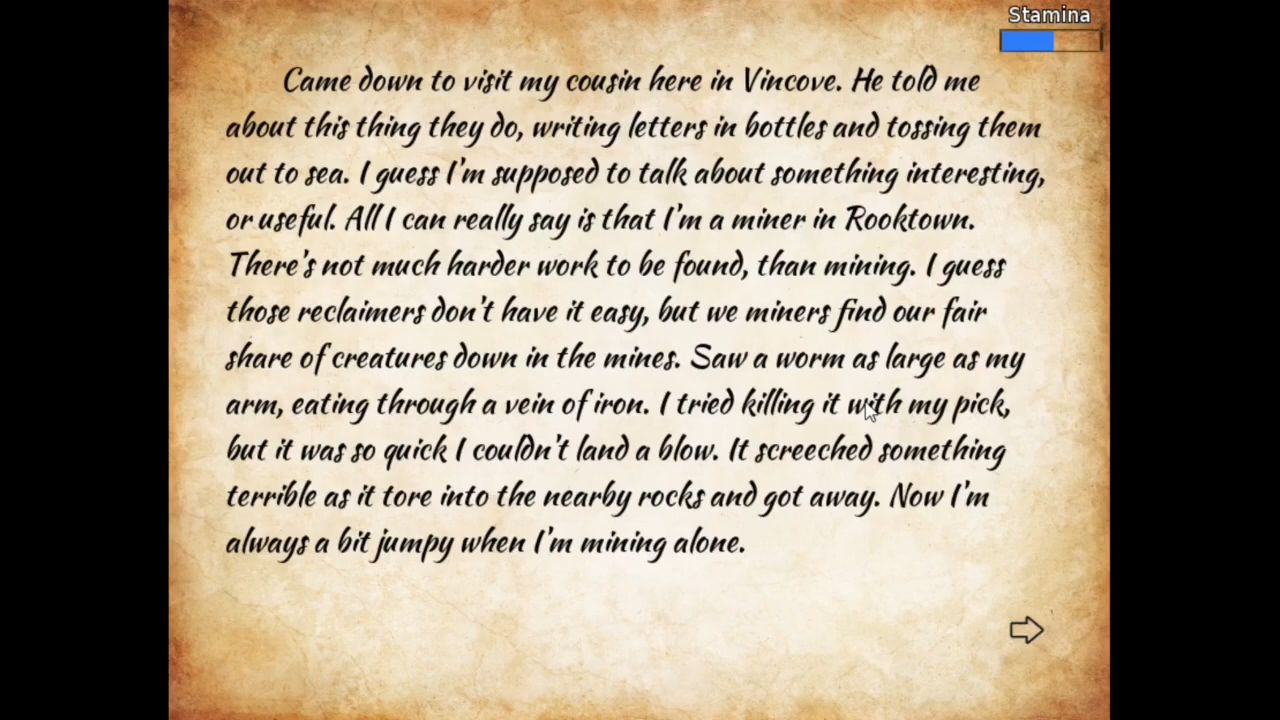 Stamina
Came down to visit my cousin here in Vincove. He told me
about this thing they do, writing letters in bottles and tossing them
out to sea. I guess I'm supposed to talk about something interesting,
or useful. All I can really say is that I'm a miner in Rooktown.
There's not much harder work to be found, than mining. I guess
those reclaimers don't have it easy, but we miners find our fair
share of creatures down in the mines. Saw a worm as large as my
arm, eating through a vein of iron. I tried killing it with my pick,
but it was so quick I couldn't land a blow. It screeched something
terrible as it tore into the nearby rocks and got away. Now I'm
always a bit jumpy when I'm mining alone.